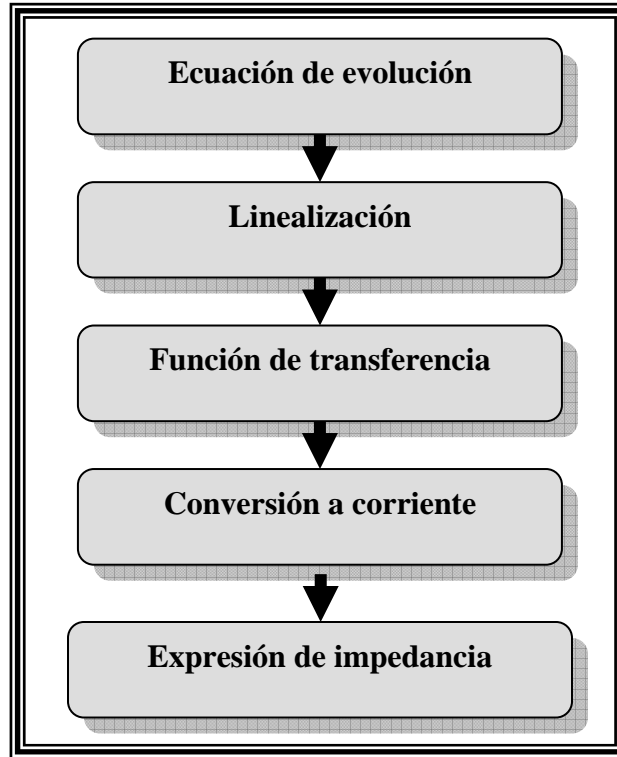 Ecuación de evolución
Linealización
Función de transferencia
Conversión a corriente
Expresión de impedancia